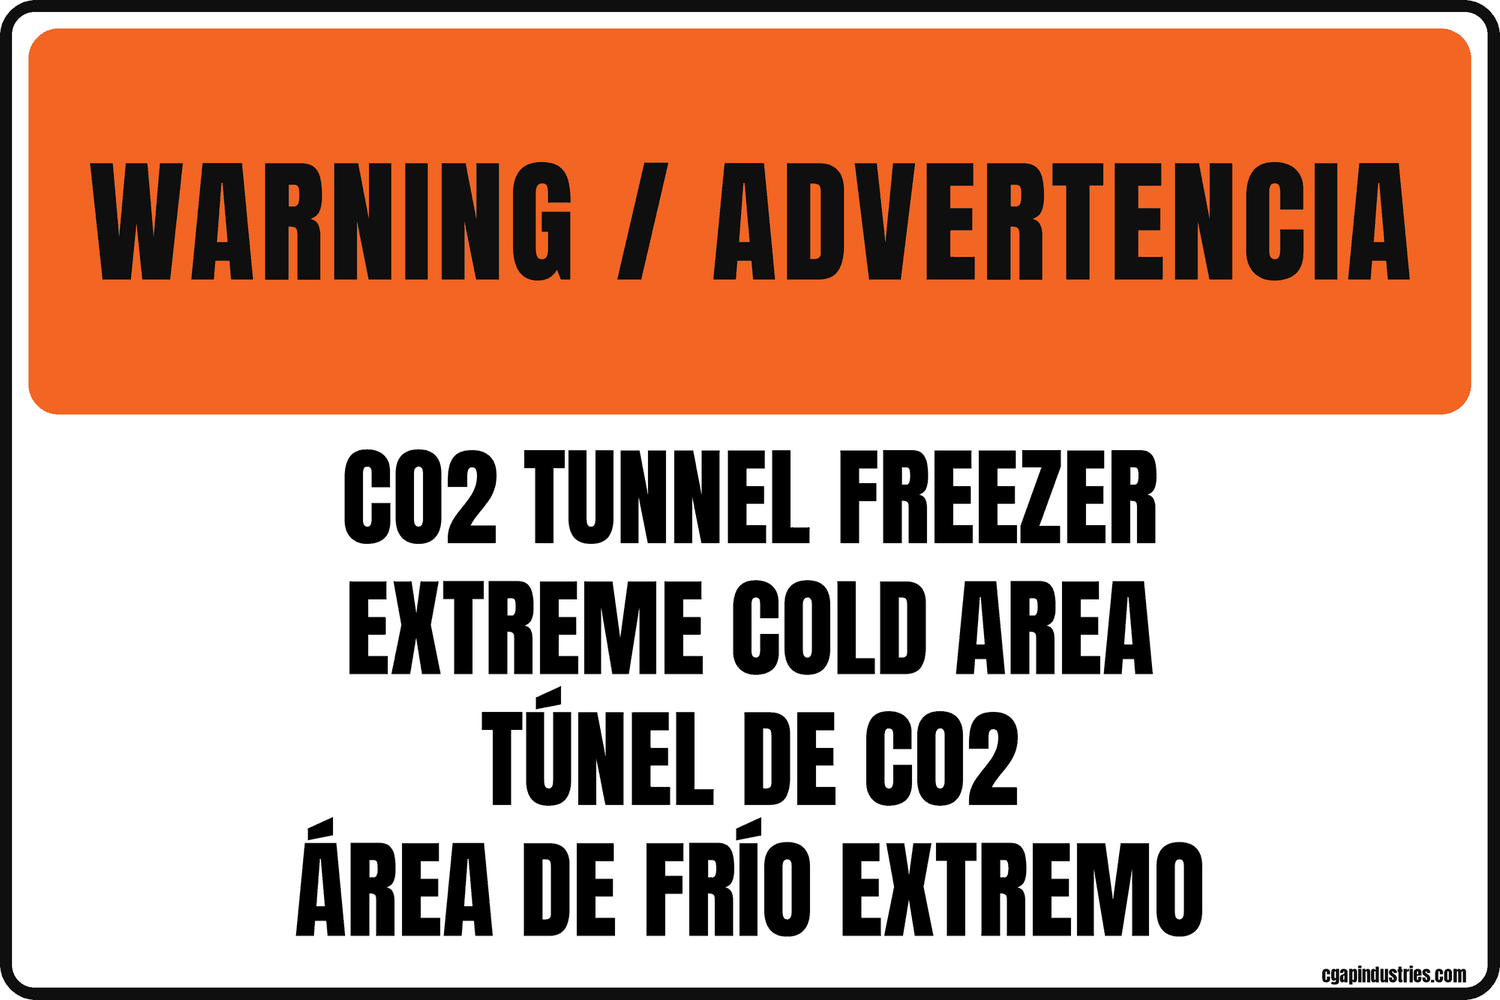 WARNING / ADVERTENCIA
CO2 TUNNEL FREEZER
EXTREME COLD AREA
TÚNEL DE CO2
ÁREA DE FRÍO EXTREMO
cgapindustries.com